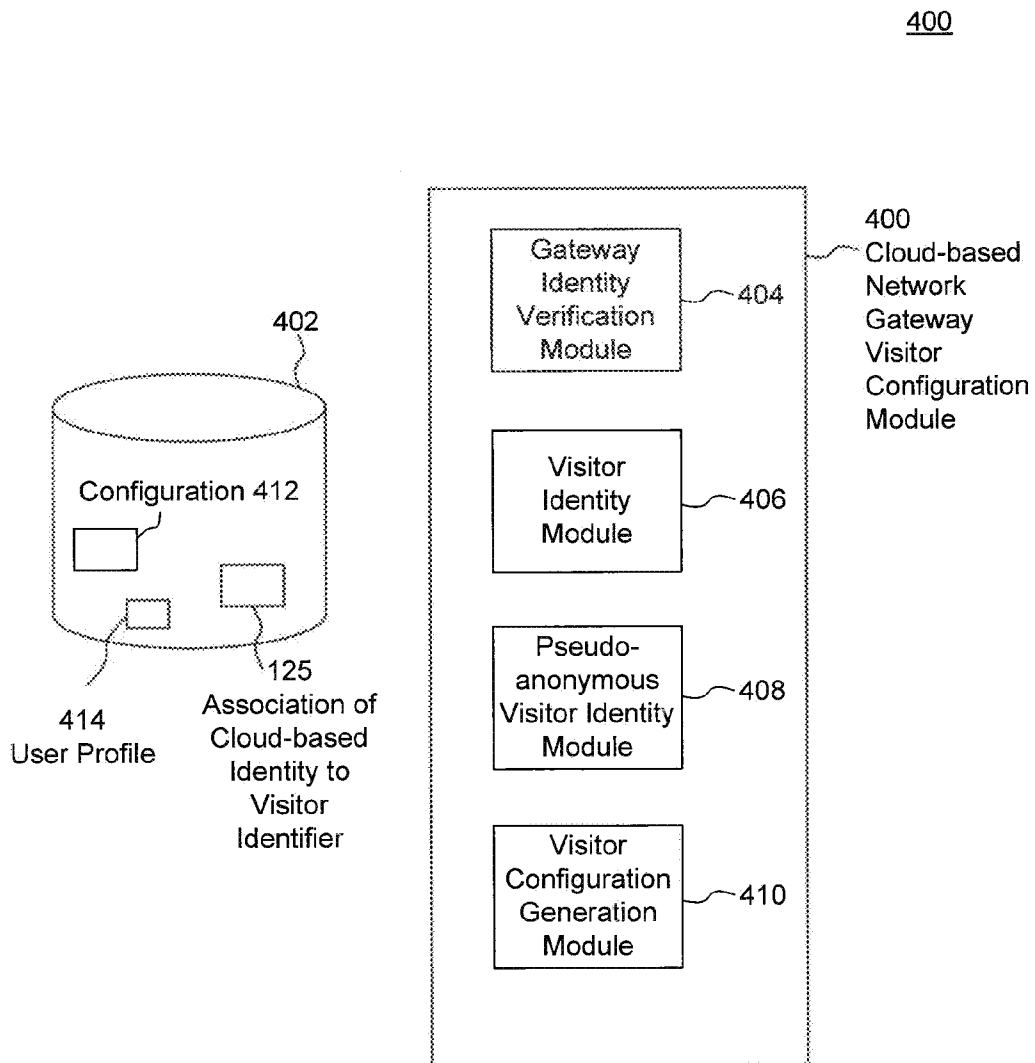 400
400
Cloud-based
Network
Gateway
Visitor
Configuration
Module
Gateway
Identity
Verification
Module
404
402
Configuration 412
Visitor
Identity
Module
406
125
Association of
Cloud-based
Identity to
Visitor
Identifier
414
User Profile
Pseudo-
anonymous
Visitor Identity
Module
408
Visitor
Configuration
Generation
Module
410